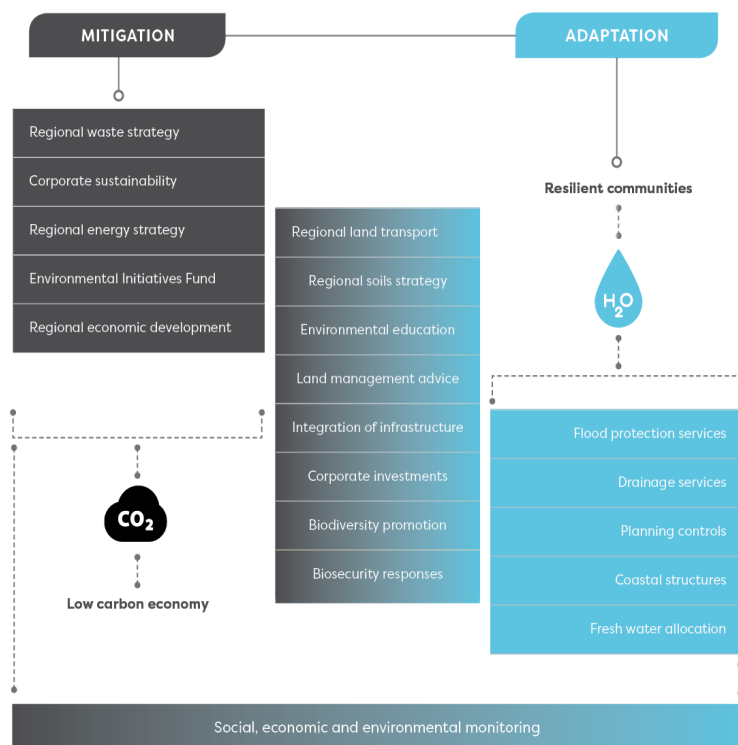 MITIGATION
ADAPTATION
Regional waste strategy
Corporate sustainability
Regional energy strategy
Environmental Initiatives Fund
Regional economic development
Regional land transport
Regional soils strategy
Environmental education
Land management advice
Integration of infrastructure
Corporate investments
Biodiversity promotion
Biosecurity responses
Resilient communities
H₂O
Flood protection services
Drainage services
Planning controls
Coastal structures
Fresh water allocation
CO₂
Low carbon economy
Social, economic and environmental monitoring